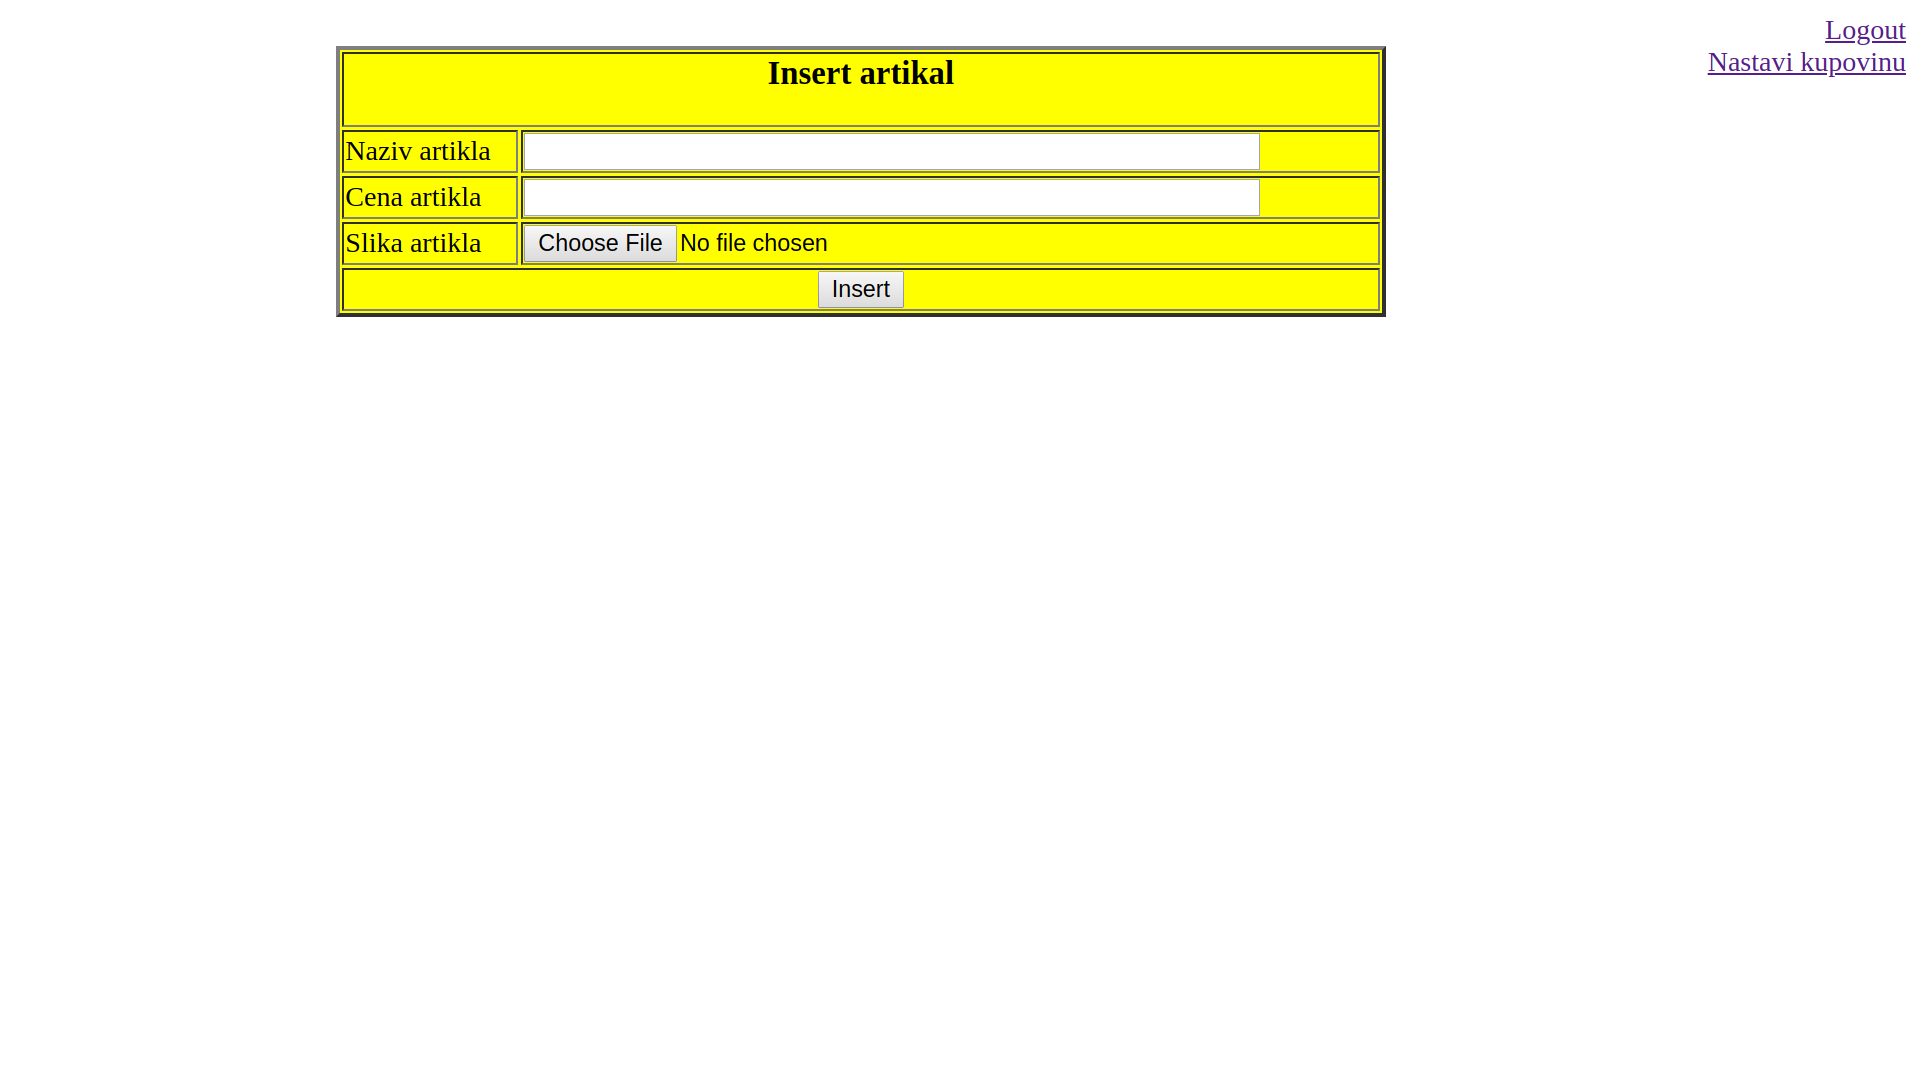 Logout
Nastavi kupovinu
Insert artikal
Naziv artikla
Cena artikla
Slika artikla Choose File No file chosen
Insert